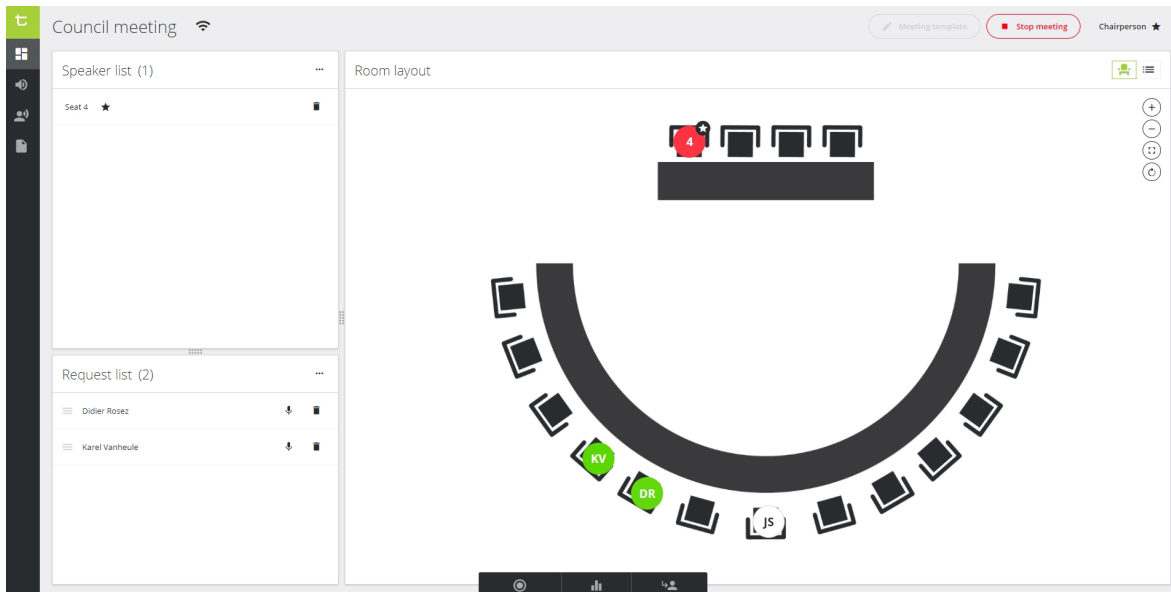 Council meeting
Meeting template
Stop meeting
Chairperson
Speaker list (1)
Seat 4
Room layout
4
Request list (2)
Didier Rosez
Karel Vanheule
KV
DR
JS